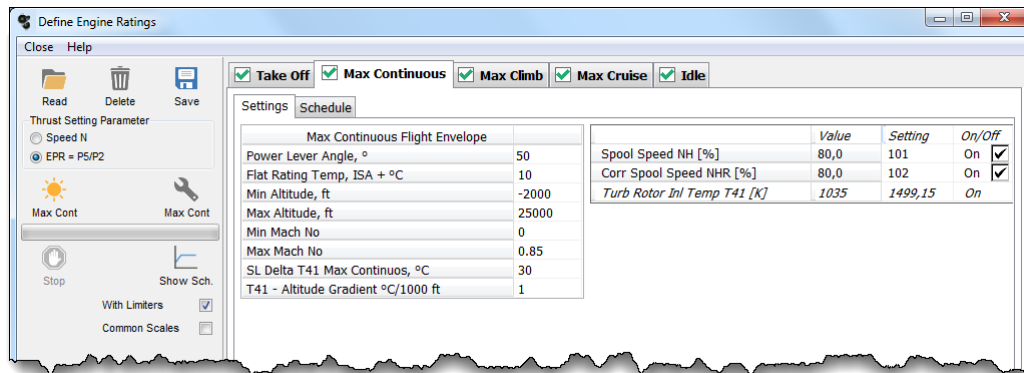 Define Engine Ratings
Close Help
Read Delete Save
Thrust Setting Parameter
Speed N
EPR = P5/P2
Max Cont Max Cont
Stop Show Sch.
With Limiters
Common Scales
Take Off Max Continuous Max Climb Max Cruise Idle
Settings Schedule
Max Continuous Flight Envelope
Power Lever Angle, º 50
Flat Rating Temp, ISA + ºC 10
Min Altitude, ft -2000
Max Altitude, ft 25000
Min Mach No 0
Max Mach No 0.85
SL Delta T41 Max Continuos, ºC 30
T41 - Altitude Gradient ºC/1000 ft 1
Value Setting On/Off
Spool Speed NH [%] 80,0 101 On
Corr Spool Speed NHR [%] 80,0 102 On
Turb Rotor Inl Temp T41 [K] 1035 1499,15 On